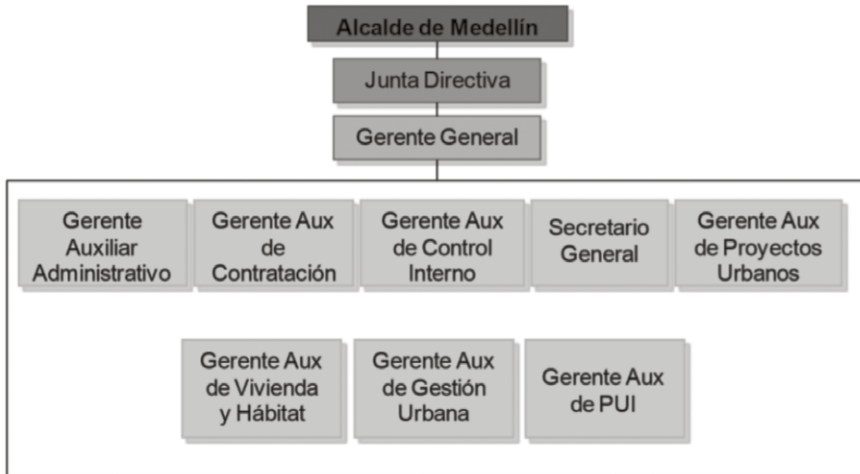 Alcalde de Medellín
Junta Directiva
Gerente General
Gerente
Auxiliar
Administrativo
Gerente Aux
de
Contratación
Gerente Aux
de Control
Interno
Secretario
General
Gerente Aux
de Proyectos
Urbanos
Gerente Aux
de Vivienda
y Hábitat
Gerente Aux
de Gestión
Urbana
Gerente Aux
de PUI